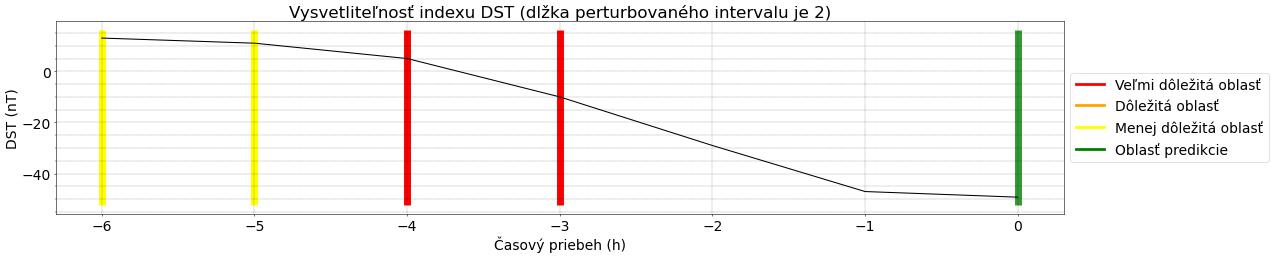 Vysvetliteľnosť indexu DST (dĺžka perturbovaného intervalu je 2)
DST (nT)
0
−20
−40
−6 −5 −4 −3 −2 −1 0
Časový priebeh (h)
Veľmi dôležitá oblasť
Dôležitá oblasť
Menej dôležitá oblasť
Oblasť predikcie